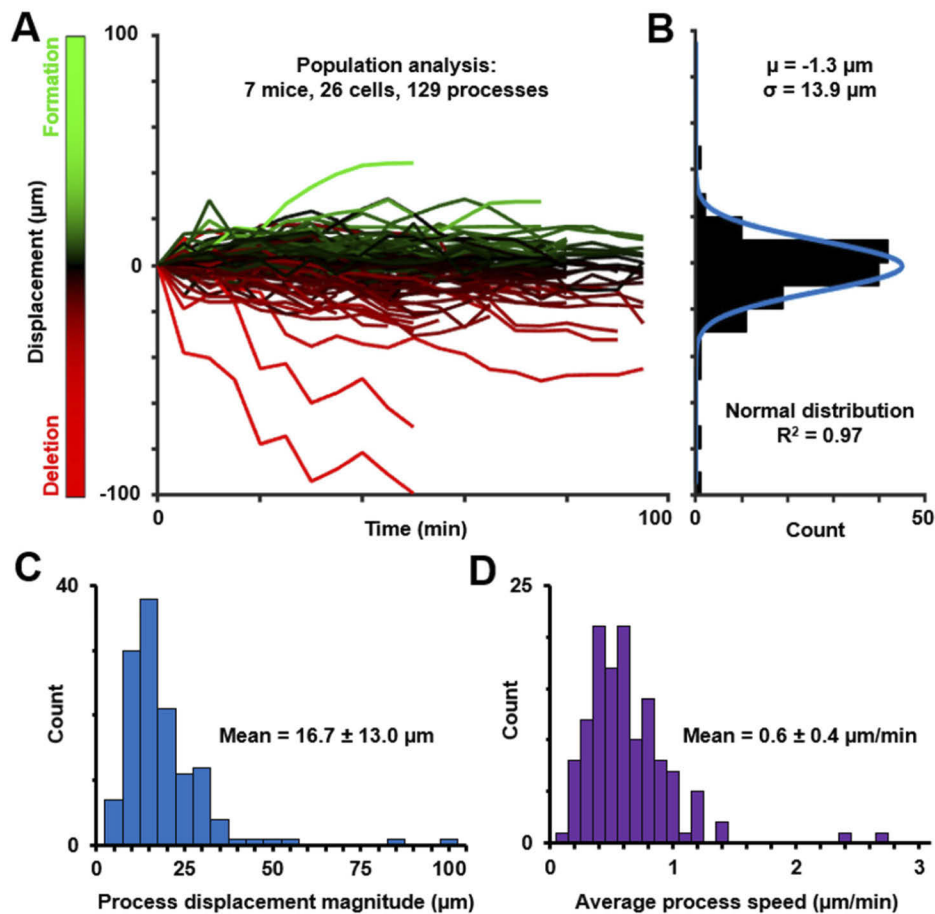 A
Formation
Displacement (µm)
Deletion
100
0
-100
Population analysis:
7 mice, 26 cells, 129 processes
0
100
Time (min)
B
µ = -1.3 µm
σ = 13.9 µm
Normal distribution
R² = 0.97
0
50
Count
C
40
0
Count
Mean = 16.7 ± 13.0 µm
0
25
50
75
100
Process displacement magnitude (µm)
D
25
0
Count
Mean = 0.6 ± 0.4 µm/min
0
1
2
3
Average process speed (µm/min)